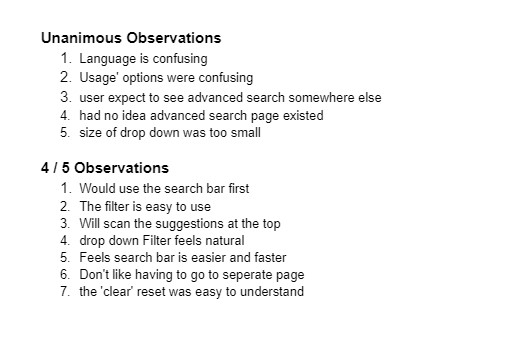 Unanimous Observations
1. Language is confusing
2. Usage' options were confusing
3. user expect to see advanced search somewhere else
4. had no idea advanced search page existed
5. size of drop down was too small
4 / 5 Observations
1. Would use the search bar first
2. The filter is easy to use
3. Will scan the suggestions at the top
4. drop down Filter feels natural
5. Feels search bar is easier and faster
6. Don't like having to go to seperate page
7. the 'clear' reset was easy to understand